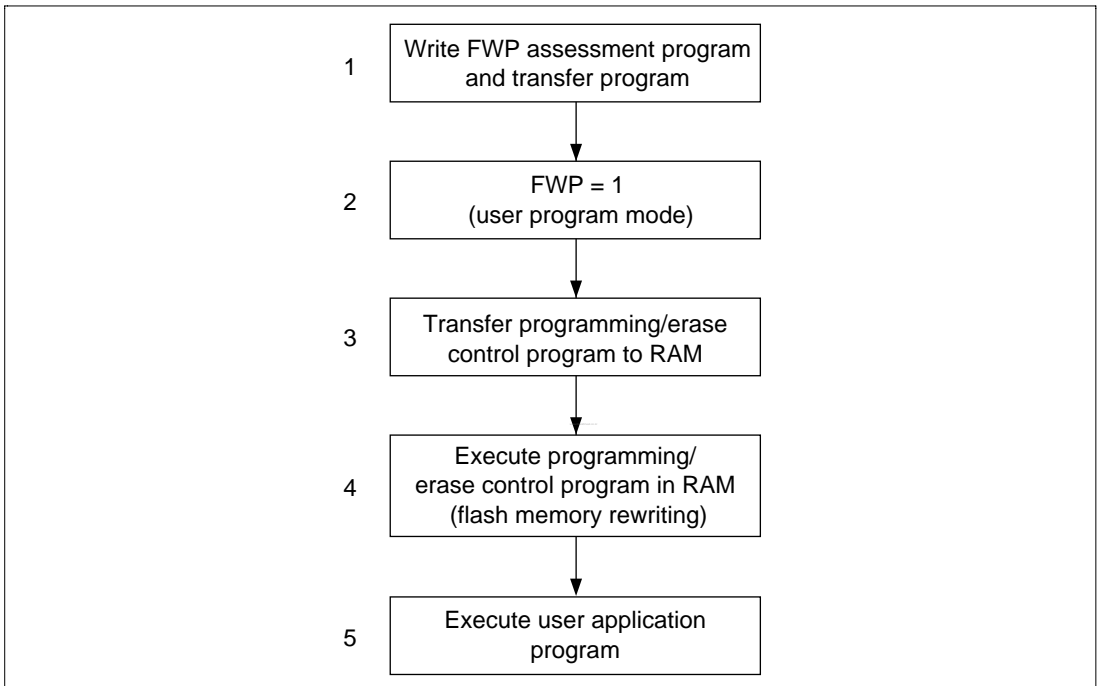 1
Write FWP assessment program
and transfer program
2
FWP = 1
(user program mode)
3
Transfer programming/erase
control program to RAM
4
Execute programming/
erase control program in RAM
(flash memory rewriting)
5
Execute user application
program